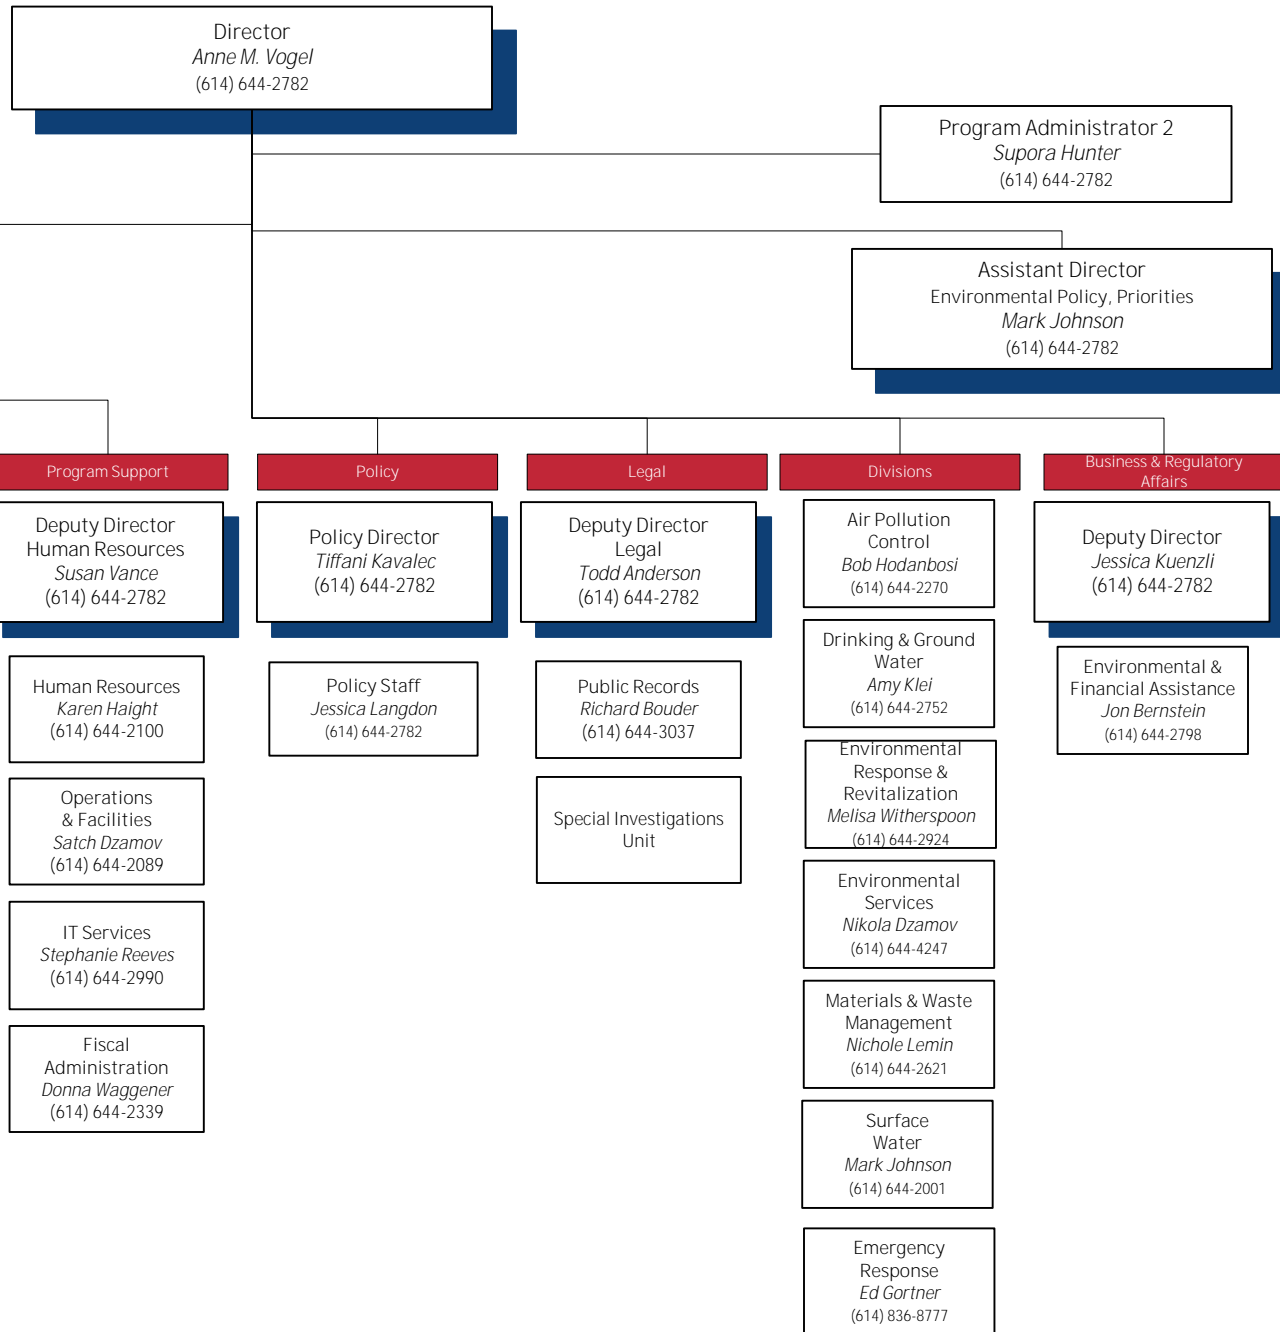 Director
Anne M. Vogel
(614) 644-2782
Program Administrator 2
Supora Hunter
(614) 644-2782
Assistant Director
Environmental Policy, Priorities
Mark Johnson
(614) 644-2782
Program Support
Deputy Director
Human Resources
Susan Vance
(614) 644-2782
Human Resources
Karen Haight
(614) 644-2100
Operations
& Facilities
Satch Dzamov
(614) 644-2089
IT Services
Stephanie Reeves
(614) 644-2990
Fiscal
Administration
Donna Waggener
(614) 644-2339
Policy
Policy Director
Tiffani Kavalec
(614) 644-2782
Policy Staff
Jessica Langdon
(614) 644-2782
Legal
Deputy Director
Legal
Todd Anderson
(614) 644-2782
Public Records
Richard Bouder
(614) 644-3037
Special Investigations
Unit
Divisions
Air Pollution
Control
Bob Hodanbosi
(614) 644-2270
Drinking & Ground
Water
Amy Klei
(614) 644-2752
Environmental
Response &
Revitalization
Melisa Witherspoon
(614) 644-2924
Environmental
Services
Nikola Dzamov
(614) 644-4247
Materials & Waste
Management
Nichole Lemin
(614) 644-2621
Surface
Water
Mark Johnson
(614) 644-2001
Emergency
Response
Ed Gortner
(614) 836-8777
Business & Regulatory
Affairs
Deputy Director
Jessica Kuenzli
(614) 644-2782
Environmental &
Financial Assistance
Jon Bernstein
(614) 644-2798